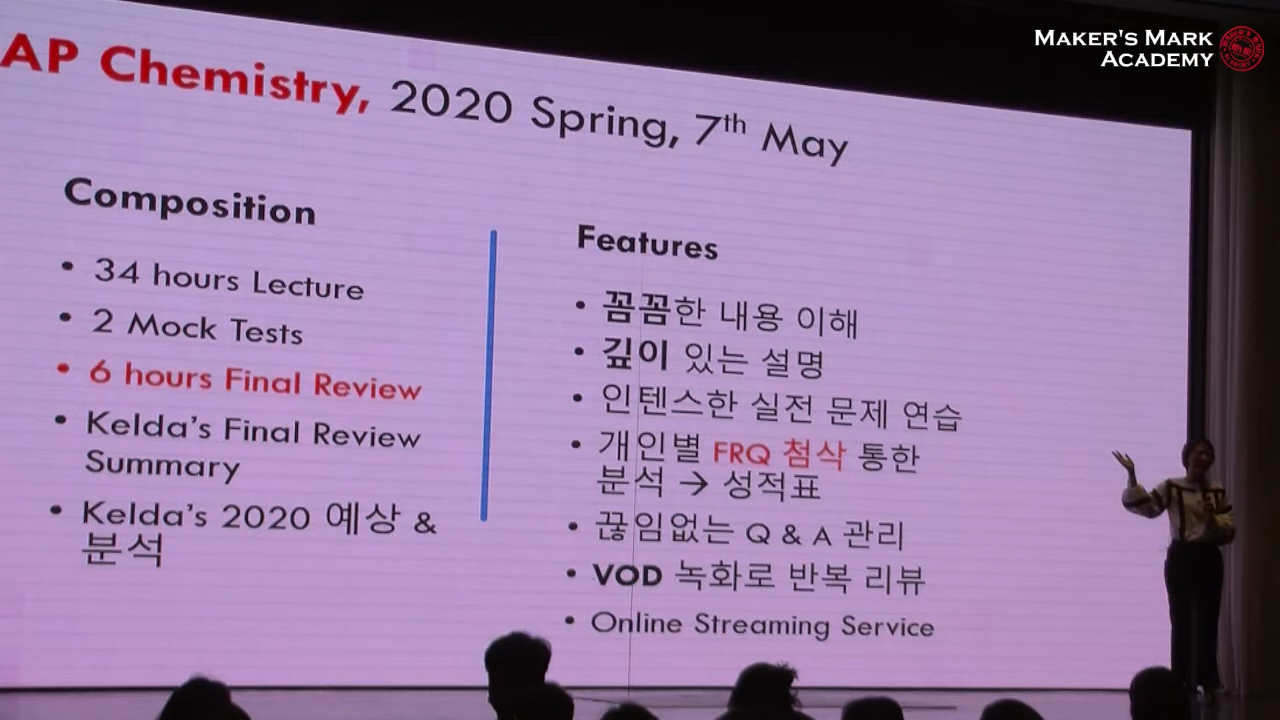 MAKER'S MARK
ACADEMY
AP Chemistry, 2020 Spring, 7th May
Composition
• 34 hours Lecture
• 2 Mock Tests
• 6 hours Final Review
• Kelda's Final Review
Summary
• Kelda's 2020 예상 &
분석
Features
• 꼼꼼한 내용 이해
• 깊이 있는 설명
• 인텐스한 실전 문제 연습
• 개인별 FRQ 첨삭 통한
분석 → 성적표
• 끊임없는 Q & A 관리
• VOD 녹화로 반복 리뷰
• Online Streaming Service